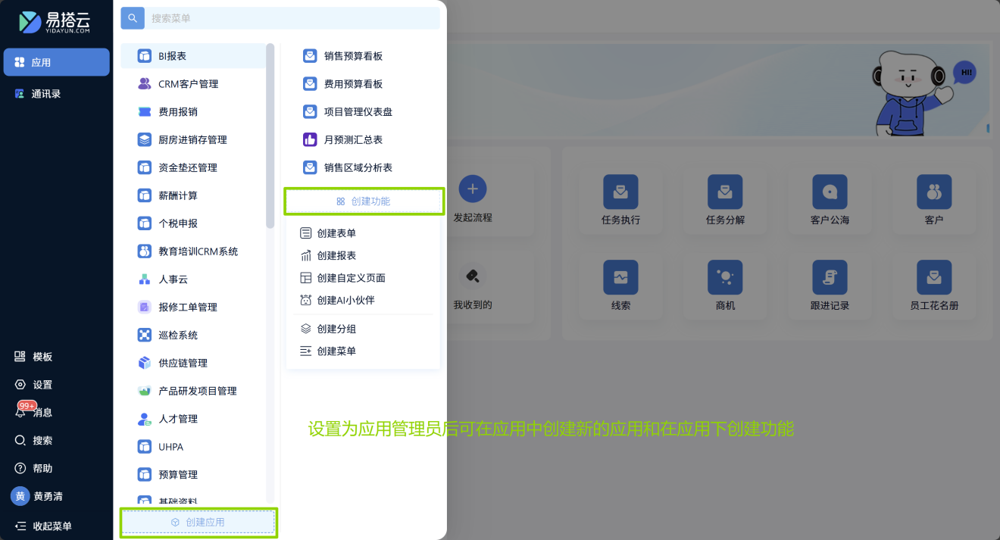 易搭云
YIDAYUN.COM
应用
通讯录
模板
设置
99+
消息
搜索
帮助
黄 黄勇清
收起菜单
搜索菜单
BI报表
CRM客户管理
费用报销
厨房进销存管理
资金垫还管理
薪酬计算
个税申报
教育培训CRM系统
人事云
报修工单管理
巡检系统
供应链管理
产品研发项目管理
人才管理
UHPA
预算管理
基础资料
创建应用
销售预算看板
费用预算看板
项目管理仪表盘
月预测汇总表
销售区域分析表
创建功能
创建表单
创建报表
创建自定义页面
创建AI小伙伴
创建分组
创建菜单
设置为应用管理员后可在应用中创建新的应用和在应用下创建功能
HI!
发起流程
我收到的
任务执行
任务分解
客户公海
客户
线索
商机
跟进记录
员工花名册